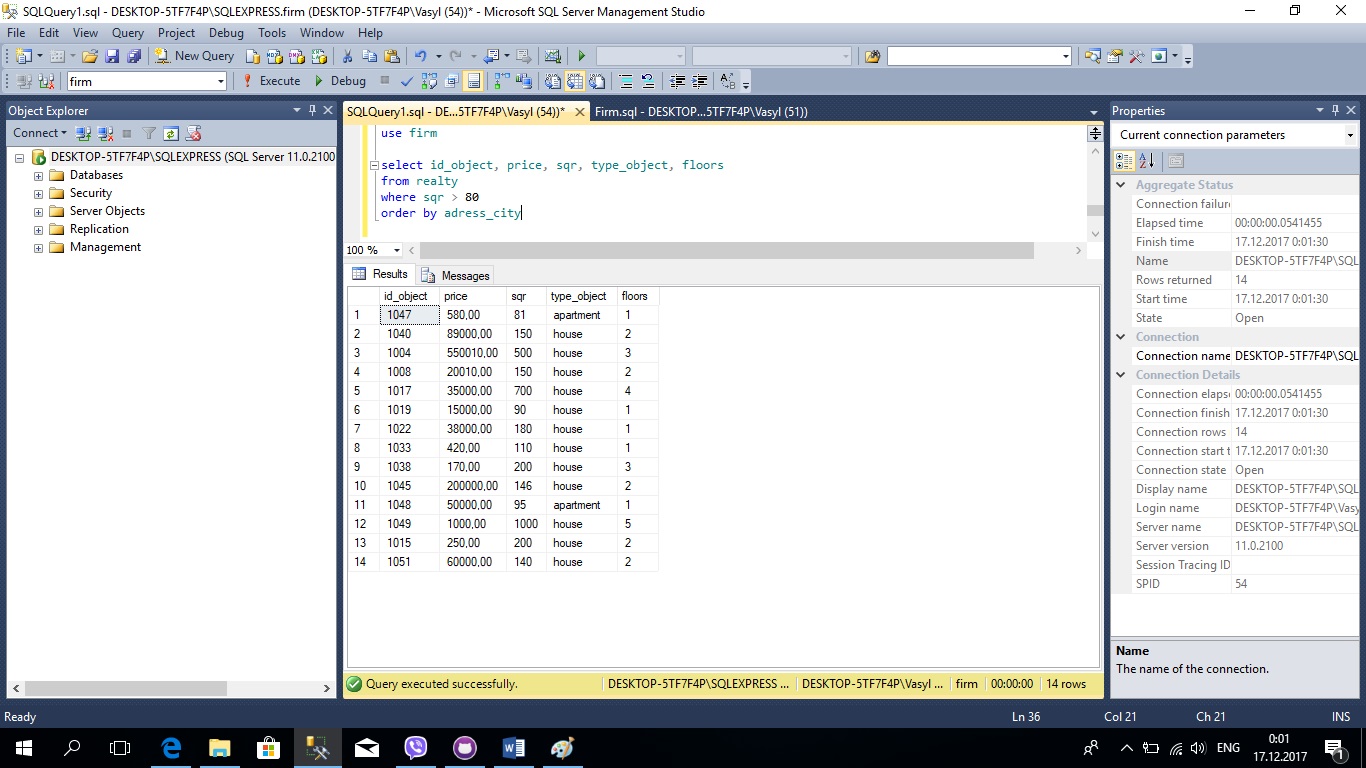 SQLQuery1.sql - DESKTOP-5TF7F4P\SQLEXPRESS.firm (DESKTOP-5TF7F4P\Vasyl (54))* - Microsoft SQL Server Management Studio
File Edit View Query Project Debug Tools Window Help
New Query
firm Execute Debug
Object Explorer
Connect
DESKTOP-5TF7F4P\SQLEXPRESS (SQL Server 11.0.2100
Databases
Security
Server Objects
Replication
Management
SQLQuery1.sql - DE...5TF7F4P\Vasyl (54))* Firm.sql - DESKTOP...5TF7F4P\Vasyl (51))
use firm
select id_object, price, sqr, type_object, floors
from realty
where sqr > 80
order by adress_city
100 %
Results Messages
id_object price sqr type_object floors
1 1047 580,00 81 apartment 1
2 1040 89000,00 150 house 2
3 1004 550010,00 500 house 3
4 1008 20010,00 150 house 2
5 1017 35000,00 700 house 4
6 1019 15000,00 90 house 1
7 1022 38000,00 180 house 1
8 1033 420,00 110 house 1
9 1038 170,00 200 house 3
10 1045 200000,00 146 house 2
11 1048 50000,00 95 apartment 1
12 1049 1000,00 1000 house 5
13 1015 250,00 200 house 2
14 1051 60000,00 140 house 2
Query executed successfully. DESKTOP-5TF7F4P\SQLEXPRESS ... DESKTOP-5TF7F4P\Vasyl ... firm 00:00:00 14 rows
Properties
Current connection parameters
Aggregate Status
Connection failure
Elapsed time 00:00:00.0541455
Finish time 17.12.2017 0:01:30
Name DESKTOP-5TF7F4P\SQL
Rows returned 14
Start time 17.12.2017 0:01:30
State Open
Connection
Connection name DESKTOP-5TF7F4P\SQL
Connection Details
Connection elapse 00:00:00.0541455
Connection finish 17.12.2017 0:01:30
Connection rows 14
Connection start t 17.12.2017 0:01:30
Connection state Open
Display name DESKTOP-5TF7F4P\SQL
Login name DESKTOP-5TF7F4P\Vasy
Server name DESKTOP-5TF7F4P\SQL
Server version 11.0.2100
Session Tracing ID
SPID 54
Name
The name of the connection.
Ready Ln 36 Col 21 Ch 21 INS
ENG 0:01
17.12.2017
1